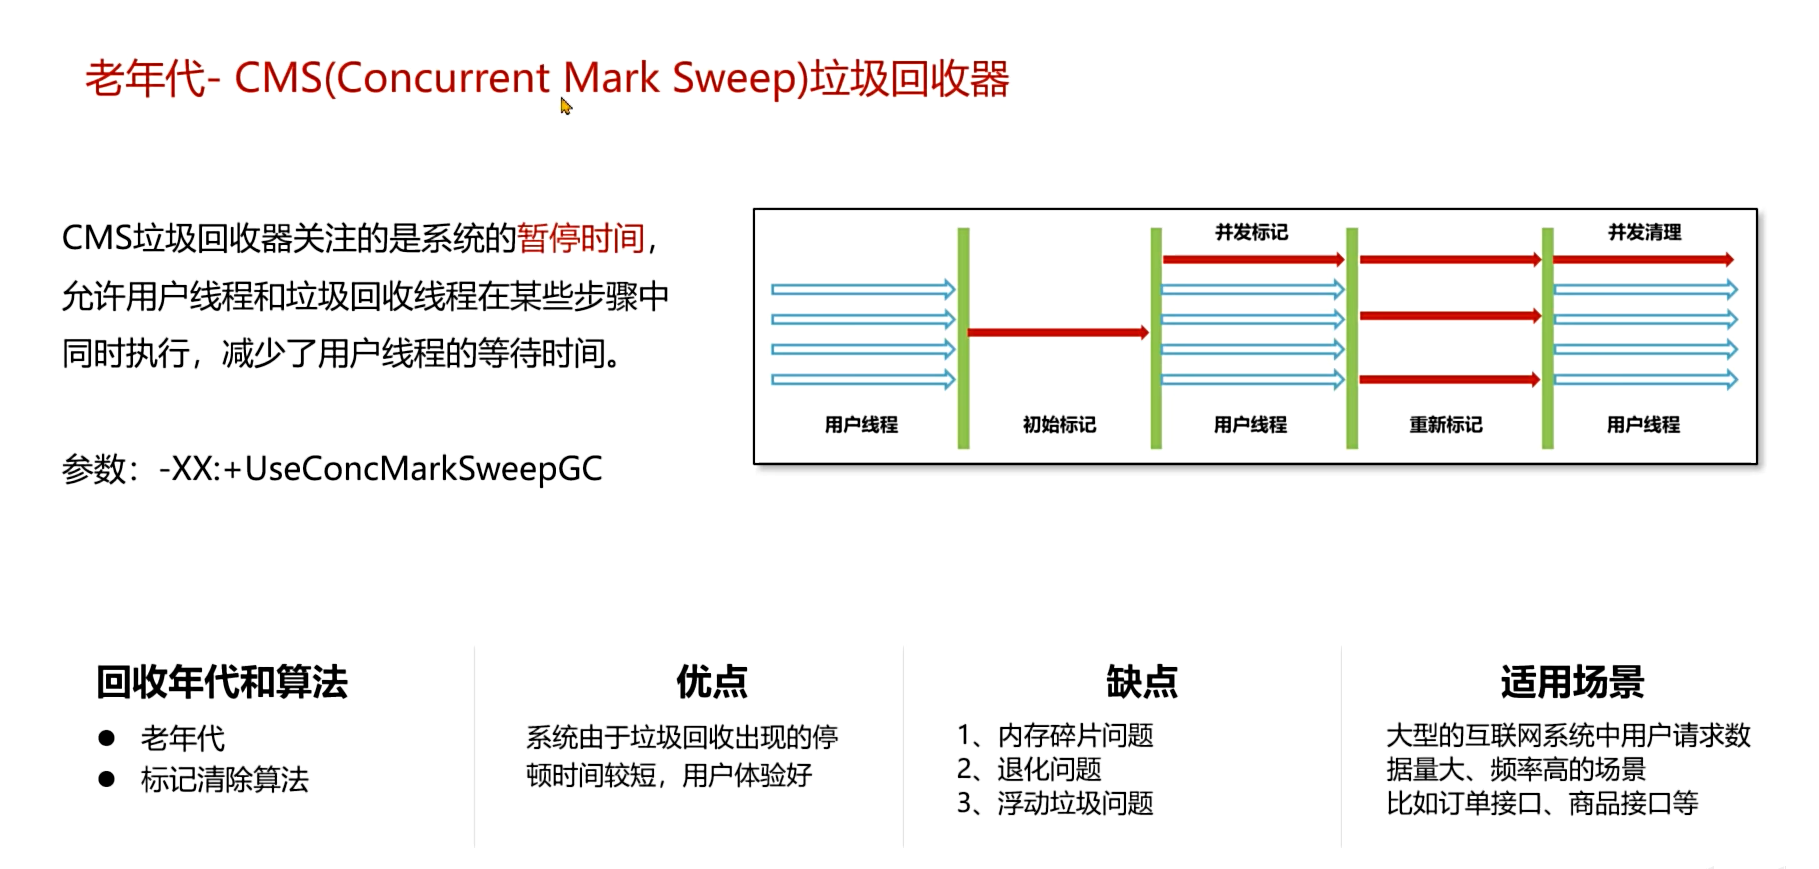 老年代- CMS(Concurrent Mark Sweep)垃圾回收器
CMS垃圾回收器关注的是系统的暂停时间，
允许用户线程和垃圾回收线程在某些步骤中
同时执行，减少了用户线程的等待时间。
参数：-XX:+UseConcMarkSweepGC
并发标记
并发清理
用户线程
初始标记
用户线程
重新标记
用户线程
回收年代和算法
● 老年代
● 标记清除算法
优点
系统由于垃圾回收出现的停
顿时间较短，用户体验好
缺点
1、内存碎片问题
2、退化问题
3、浮动垃圾问题
适用场景
大型的互联网系统中用户请求数
据量大、频率高的场景
比如订单接口、商品接口等